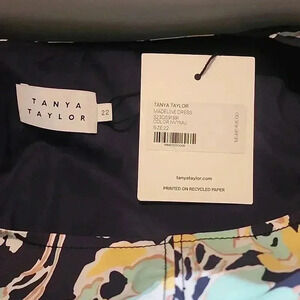 TANYA
TAYLOR
22
TANYA TAYLOR
MADELINE DRESS
SIZE:22
tanyataylor.com
PRINTED ON RECYCLED PAPER